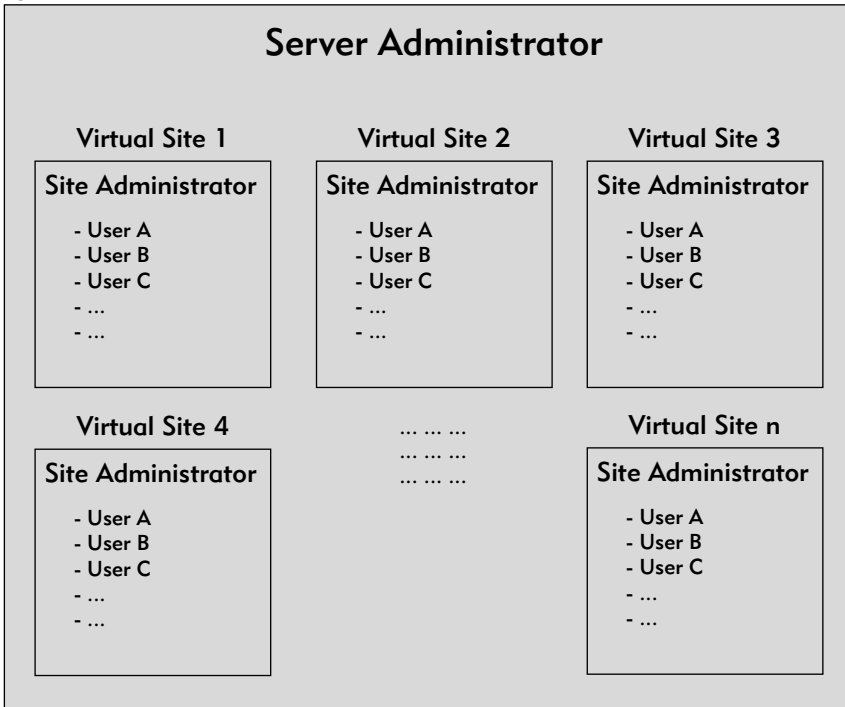 Server Administrator
Virtual Site 1
Site Administrator
- User A
- User B
- User C
- ...
- ...
Virtual Site 2
Site Administrator
- User A
- User B
- User C
- ...
- ...
Virtual Site 3
Site Administrator
- User A
- User B
- User C
- ...
- ...
Virtual Site 4
Site Administrator
- User A
- User B
- User C
- ...
- ...
... ... ...
... ... ...
... ... ...
Virtual Site n
Site Administrator
- User A
- User B
- User C
- ...
- ...